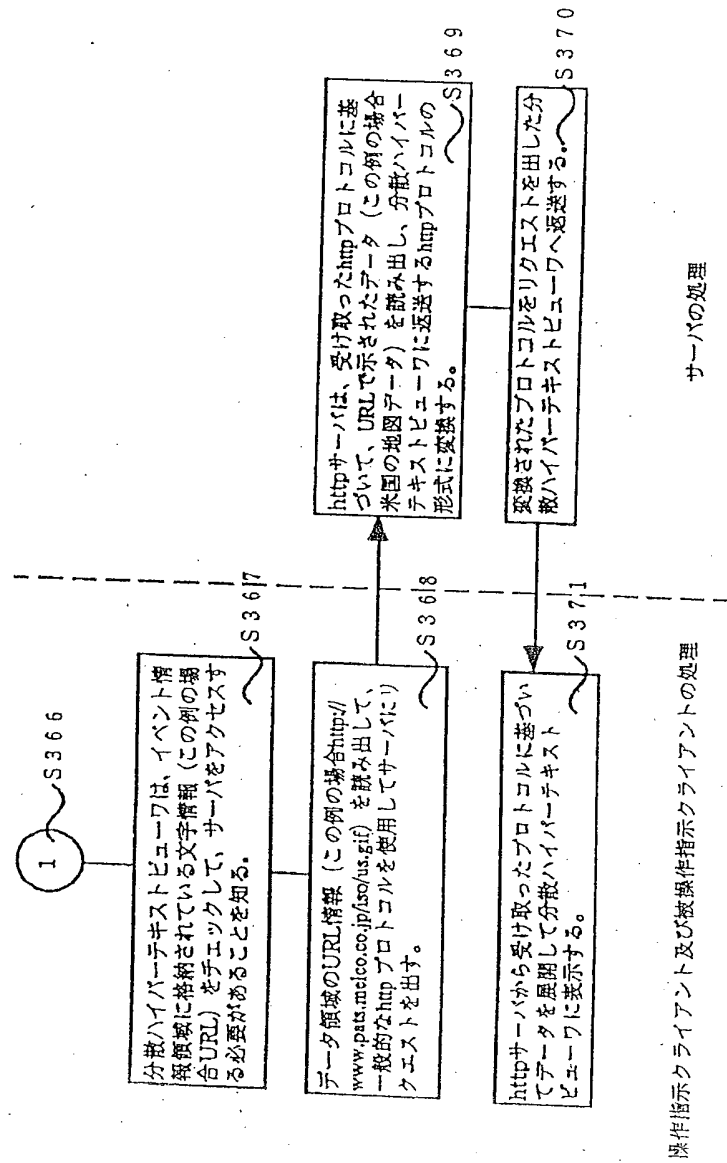 1
S366
分散ハイパーテキストビューワは、イベント情
報領域に格納されている文字情報（この例の場
合URL）をチェックして、サーバをアクセスす
る必要があることを知る。
S367
データ領域のURL情報（この例の場合http://
www.pats.melco.co.jp/iso/us.gif）を読み出して、
一般的なhttpプロトコルを使用してサーバにリ
クエストを出す。
S368
httpサーバは、受け取ったhttpプロトコルに基
づいて、URLで示されたデータ（この例の場合
米国の地図データ）を読み出し、分散ハイパー
テキストビューワに返送するhttpプロトコルの
形式に変換する。
S369
変換されたプロトコルをリクエストを出した分
散ハイパーテキストビューワへ返送する。
S370
httpサーバから受け取ったプロトコルに基づい
てデータを展開して分散ハイパーテキスト
ビューワに表示する。
S371
操作指示クライアント及び被操作指示クライアントの処理
サーバの処理